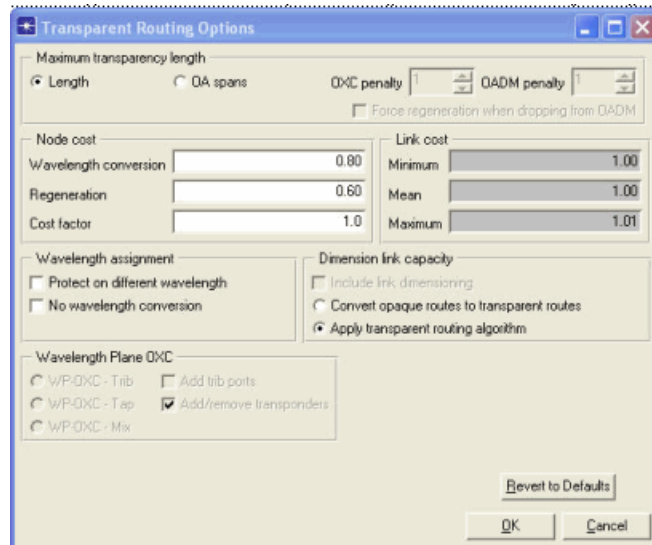 Transparent Routing Options
Maximum transparency length
Length OA spans OXC penalty 1 OADM penalty 1
Force regeneration when dropping from OADM
Node cost Link cost
Wavelength conversion 0.80 Minimum 1.00
Regeneration 0.60 Mean 1.00
Cost factor 1.0 Maximum 1.01
Wavelength assignment Dimension link capacity
Protect on different wavelength Include link dimensioning
No wavelength conversion Convert opaque routes to transparent routes
Apply transparent routing algorithm
Wavelength Plane OXC
WP-OXC - Trib Add trib ports
WP-OXC - Tap Add/remove transponders
WP-OXC - Mix
Revert to Defaults
OK Cancel